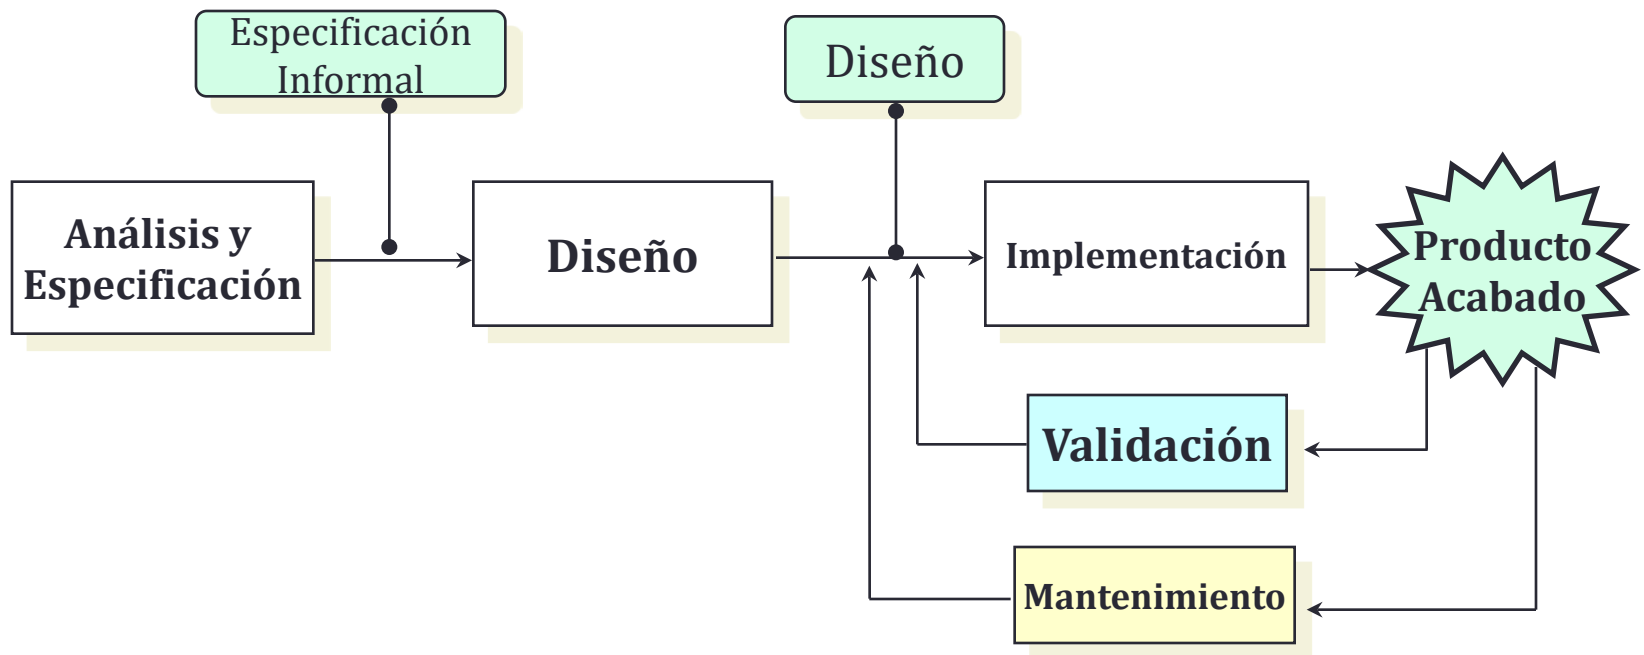 Especificación
Informal
Diseño
Análisis y
Especificación
Diseño
Implementación
Producto
Acabado
Validación
Mantenimiento